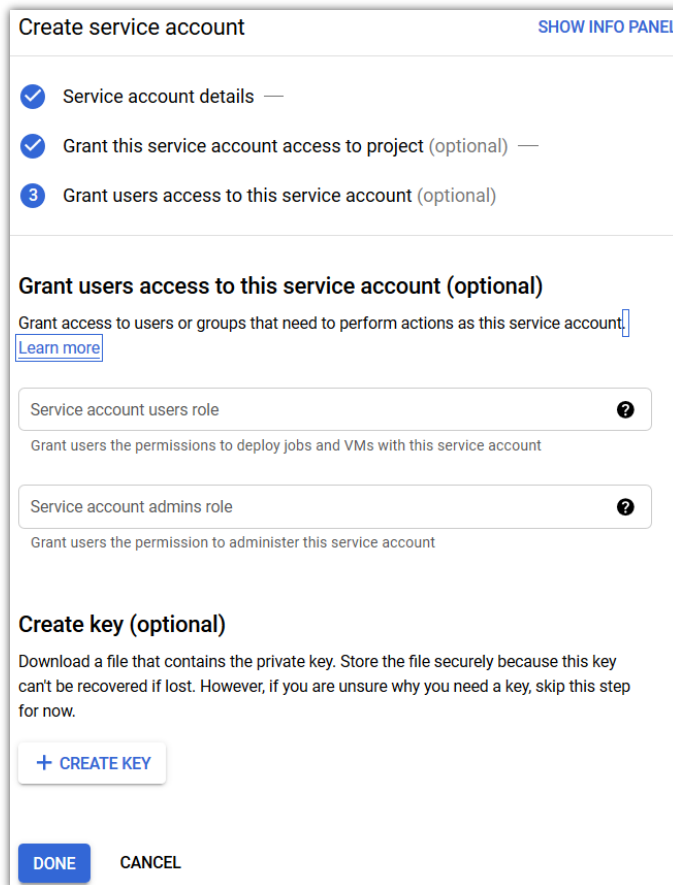 Create service account
SHOW INFO PANEL
Service account details —
Grant this service account access to project (optional) —
3 Grant users access to this service account (optional)
Grant users access to this service account (optional)
Grant access to users or groups that need to perform actions as this service account.
Learn more
Service account users role
Grant users the permissions to deploy jobs and VMs with this service account
Service account admins role
Grant users the permission to administer this service account
Create key (optional)
Download a file that contains the private key. Store the file securely because this key
can't be recovered if lost. However, if you are unsure why you need a key, skip this step
for now.
+ CREATE KEY
DONE CANCEL